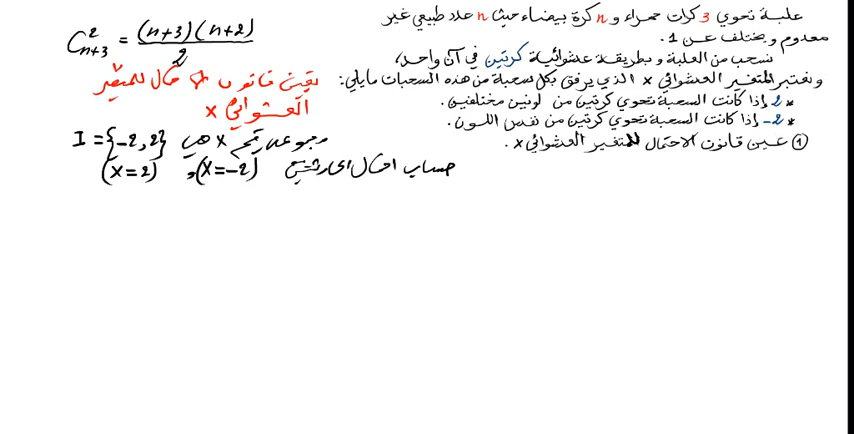 علبة تحوي 3 كرات حمراء و n كرة بيضاء حيث n عدد طبيعي غير
معدوم ويختلف عن 1.
نسحب من العلبة و بطريقة عشوائية كرتين في آن واحد،
ونعتبر المتغير العشوائي x الذي يرفق بكل سحبة من هذه السحبات مايلي:
* 2 إذا كانت السحبة تحوي كرتين من لونين مختلفين.
* -2 إذا كانت السحبة تحوي كرتين من نفس اللون.
① عين قانون الاحتمال للمتغير العشوائي x.
C²ₙ₊₃ = (n+3)(n+2)/2
تعيين قانون الاحتمال للمتغير
العشوائي x
مجموعة قيم x هي I = {-2, 2}
حساب احتمال الحادثتين (x = -2) و (x = 2)